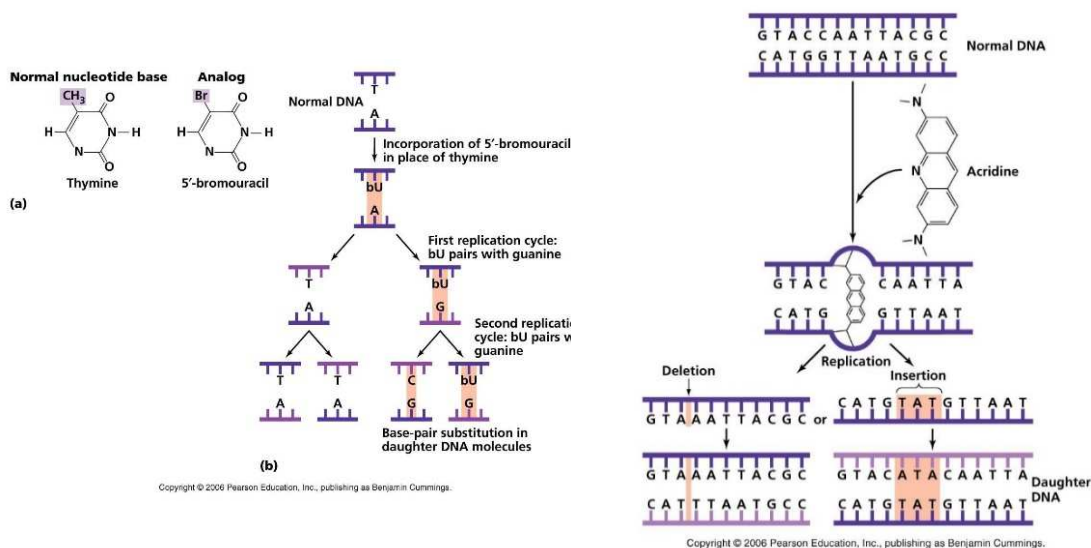 Normal nucleotide base
Analog
CH3
O
H
N
H
N
O
Thymine
Br
O
H
N
H
N
O
5′-bromouracil
(a)
Normal DNA
T
A
Incorporation of 5′-bromouracil
in place of thymine
bU
A
First replication cycle:
bU pairs with guanine
T
A
bU
G
Second replicatio
cycle: bU pairs w
guanine
T
A
T
A
C
G
bU
G
Base-pair substitution in
daughter DNA molecules
(b)
Copyright © 2006 Pearson Education, Inc., publishing as Benjamin Cummings.
G T A C C A A T T A C G C
C A T G G T T A A T G C C
Normal DNA
N
N
N
Acridine
G T A C
C A A T T A
C A T G
G T T A A T
Replication
Deletion
G T A A A T T A C G C
or
Insertion
C A T G T A T G T T A A T
G T A A A T T A C G C
C A T T T A A T G C C
G T A C A T A C A A T T A
C A T G T A T G T T A A T
Daughter
DNA
Copyright © 2006 Pearson Education, Inc., publishing as Benjamin Cummings.